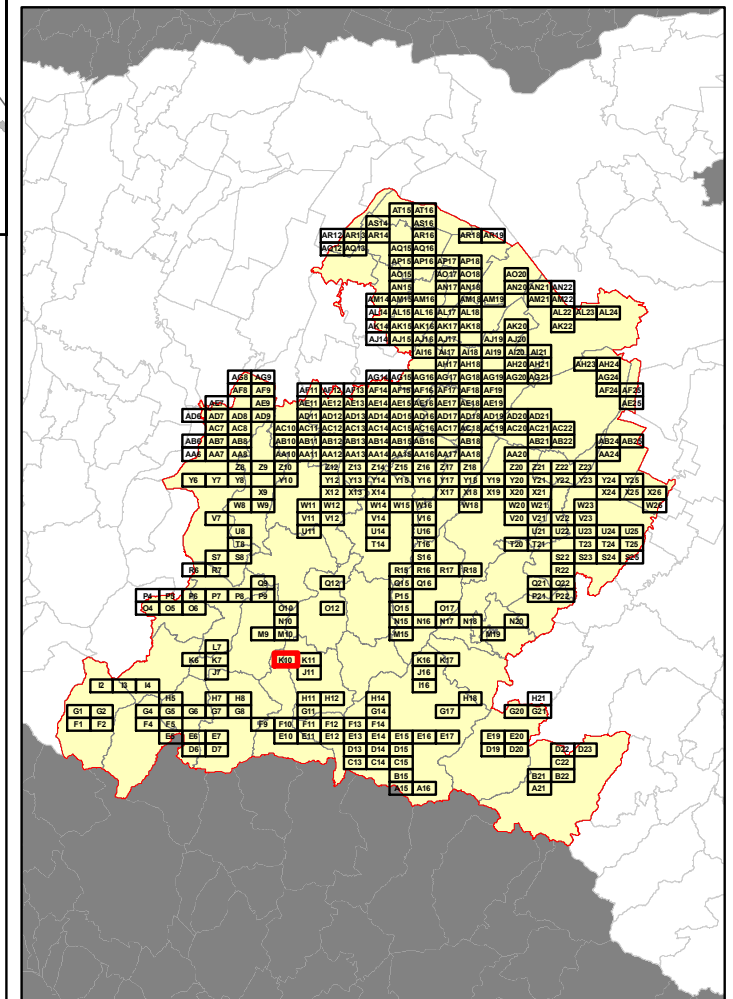 AT15 AT16
AS14 AS16
AR12 AR13 AR14 AR16 AR18 AR19
AQ12 AQ13 AQ15 AQ16
AP15 AP16 AP17 AP18
AO15 AO17 AO18 AO20
AN15 AN17 AN18 AN20 AN21 AN22
AM14 AM15 AM16 AM18 AM19 AM21 AM22
AL14 AL15 AL16 AL17 AL18 AL22 AL23 AL24
AK14 AK15 AK16 AK17 AK18 AK20 AK22
AJ14 AJ15 AJ16 AJ17 AJ19 AJ20
AI16 AI17 AI18 AI19 AI20 AI21
AH17 AH18 AH20 AH21 AH23 AH24
AG8 AG9 AG14 AG15 AG16 AG17 AG18 AG19 AG20 AG21 AG24
AF8 AF9 AF11 AF12 AF13 AF14 AF15 AF16 AF17 AF18 AF19 AF24 AF25
AE7 AE9 AE11 AE12 AE13 AE14 AE15 AE16 AE17 AE18 AE19 AE25
AD6 AD7 AD8 AD9 AD11 AD12 AD13 AD14 AD15 AD16 AD17 AD18 AD19 AD20 AD21
AC7 AC8 AC10 AC11 AC12 AC13 AC14 AC15 AC16 AC17 AC18 AC19 AC20 AC21 AC22
AB6 AB7 AB8 AB10 AB11 AB12 AB13 AB14 AB15 AB16 AB18 AB21 AB22 AB24 AB25
AA6 AA7 AA8 AA10 AA11 AA12 AA13 AA14 AA15 AA16 AA17 AA18 AA20 AA24
Z8 Z9 Z10 Z12 Z13 Z14 Z15 Z16 Z17 Z18 Z20 Z21 Z22 Z23
Y6 Y7 Y8 Y10 Y12 Y13 Y14 Y15 Y16 Y17 Y18 Y19 Y20 Y21 Y22 Y23 Y24 Y25
X9 X12 X13 X14 X17 X18 X19 X20 X21 X24 X25 X26
W8 W9 W11 W12 W14 W15 W16 W18 W20 W21 W23 W26
V7 V11 V12 V14 V16 V20 V21 V22 V23
U8 U11 U14 U16 U21 U22 U23 U24 U25
T8 T14 T16 T20 T21 T23 T24 T25
S7 S8 S16 S22 S23 S24 S25
R6 R7 R15 R16 R17 R18 R22
Q9 Q12 Q15 Q16 Q21 Q22
P4 P5 P6 P7 P8 P9 P15 P21 P22
O4 O5 O6 O10 O12 O15 O17
N10 N15 N16 N17 N18 N20
M9 M10 M15 M19
L7
K6 K7 K10 K11 K16 K17
J7 J11 J16
I2 I3 I4 I16
H5 H7 H8 H11 H12 H14 H18 H21
G1 G2 G4 G5 G6 G7 G8 G11 G14 G17 G20 G21
F1 F2 F4 F5 F9 F10 F11 F12 F13 F14
E5 E6 E7 E10 E11 E12 E13 E14 E15 E16 E17 E19 E20
D6 D7 D13 D14 D15 D19 D20 D22 D23
C13 C14 C15 C22
B15 B21 B22
A15 A16 A21